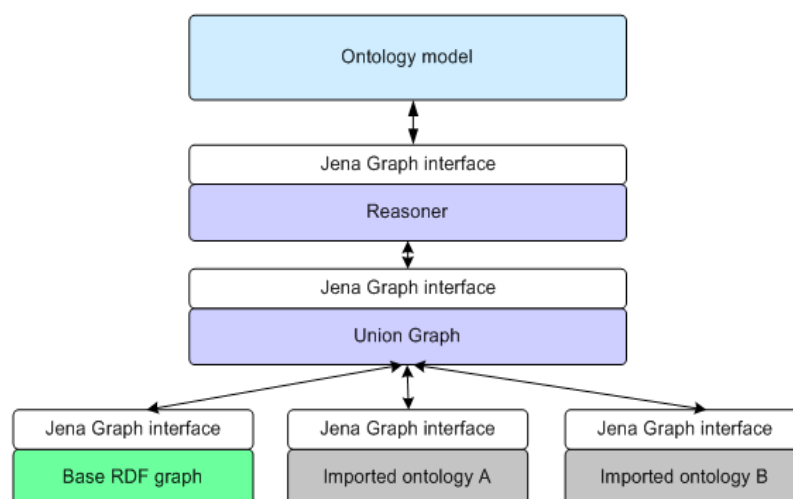 Ontology model
Jena Graph interface
Reasoner
Jena Graph interface
Union Graph
Jena Graph interface
Jena Graph interface
Jena Graph interface
Base RDF graph
Imported ontology A
Imported ontology B